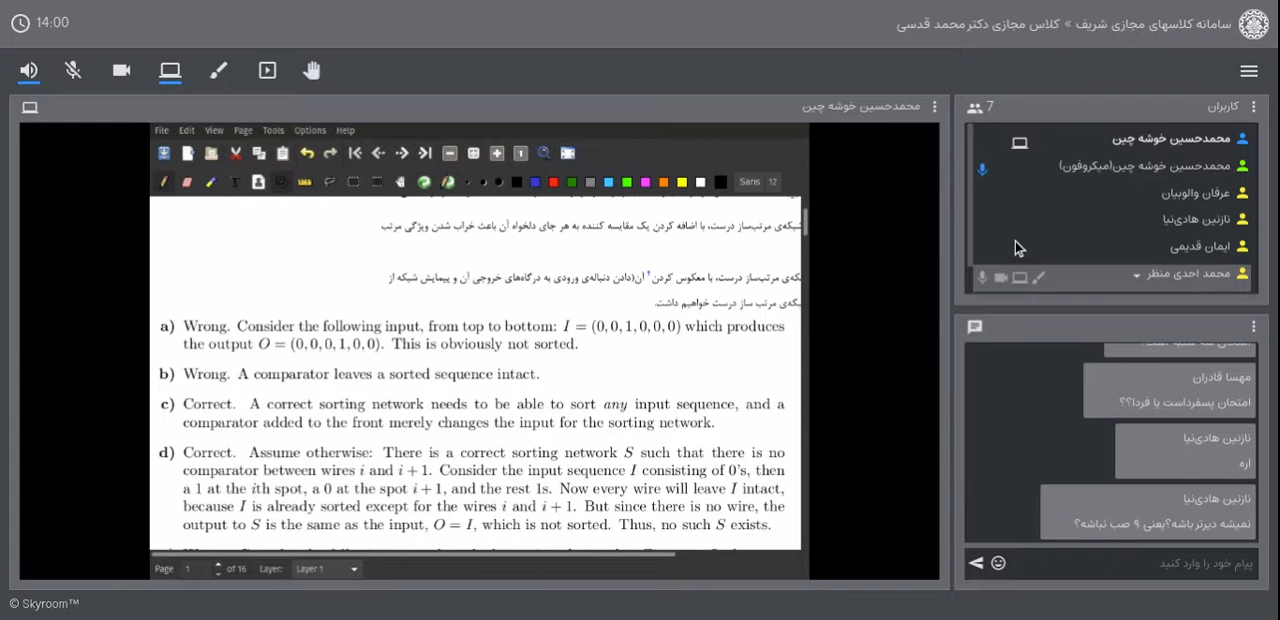 14:00
سامانه کلاسهای مجازی شریف » کلاس مجازی دکتر محمد قدسی
محمدحسین خوشه چین
File Edit View Page Tools Options Help
Sans 12
شبکه‌ی مرتب‌ساز درست، با اضافه کردن یک مقایسه کننده به هر جای دلخواه آن باعث خراب شدن ویژگی مرتب
که‌ی مرتب‌ساز درست، با معکوس کردن۲ آن(دادن دنباله‌ی ورودی به درگاه‌های خروجی آن و پیمایش شبکه از
که‌ی مرتب ساز درست خواهیم داشت.
a) Wrong. Consider the following input, from top to bottom: I = (0, 0, 1, 0, 0, 0) which produces
the output O = (0, 0, 0, 1, 0, 0). This is obviously not sorted.
b) Wrong. A comparator leaves a sorted sequence intact.
c) Correct. A correct sorting network needs to be able to sort any input sequence, and a
comparator added to the front merely changes the input for the sorting network.
d) Correct. Assume otherwise: There is a correct sorting network S such that there is no
comparator between wires i and i + 1. Consider the input sequence I consisting of 0's, then
a 1 at the ith spot, a 0 at the spot i + 1, and the rest 1s. Now every wire will leave I intact,
because I is already sorted except for the wires i and i + 1. But since there is no wire, the
output to S is the same as the input, O = I, which is not sorted. Thus, no such S exists.
Page 1 of 16 Layer: Layer 1
کاربران
7
محمدحسین خوشه چین
محمدحسین خوشه چین(میکروفون)
عرفان والوییان
نازنین هادی‌نیا
ایمان قدیمی
محمد احدی منظر
مهسا قادران
امتحان پسفرداست یا فردا؟؟
نازنین هادی‌نیا
اره
نازنین هادی‌نیا
نمیشه دیرتر باشه؟یعنی ۹ صب نباشه؟
پیام خود را وارد کنید
© Skyroom™